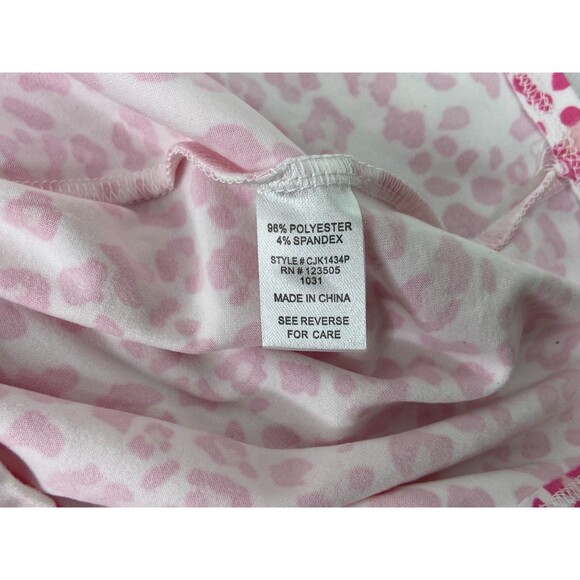 96% POLYESTER
4% SPANDEX
STYLE # CJK1434P
RN # 123505
1031
MADE IN CHINA
SEE REVERSE
FOR CARE